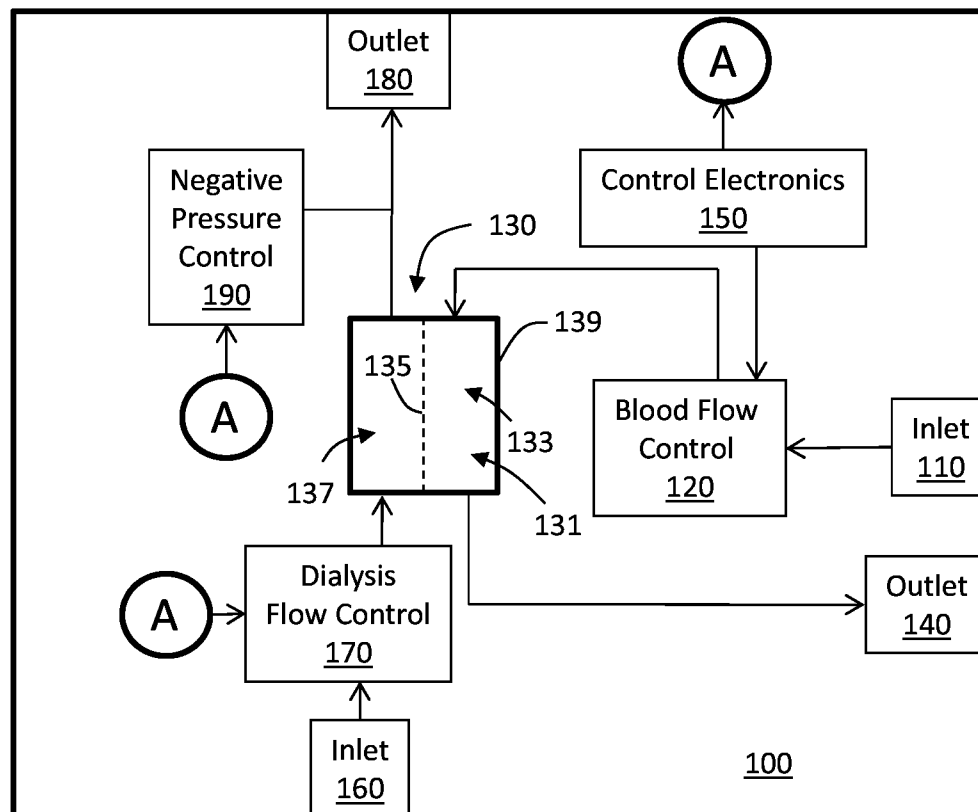 Outlet
180
A
Negative
Pressure
Control
190
Control Electronics
150
130
139
135
A
133
Blood Flow
Control
120
Inlet
110
137
131
Dialysis
Flow Control
170
A
Outlet
140
Inlet
160
100